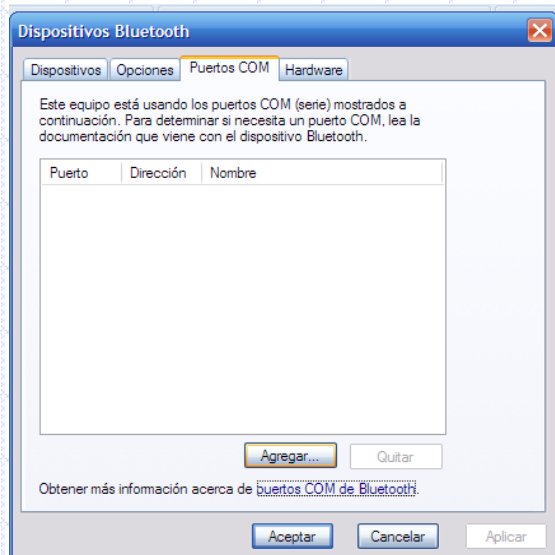 Dispositivos Bluetooth
Dispositivos Opciones Puertos COM Hardware
Este equipo está usando los puertos COM (serie) mostrados a
continuación. Para determinar si necesita un puerto COM, lea la
documentación que viene con el dispositivo Bluetooth.
Puerto Dirección Nombre
Agregar... Quitar
Obtener más información acerca de puertos COM de Bluetooth.
Aceptar Cancelar Aplicar